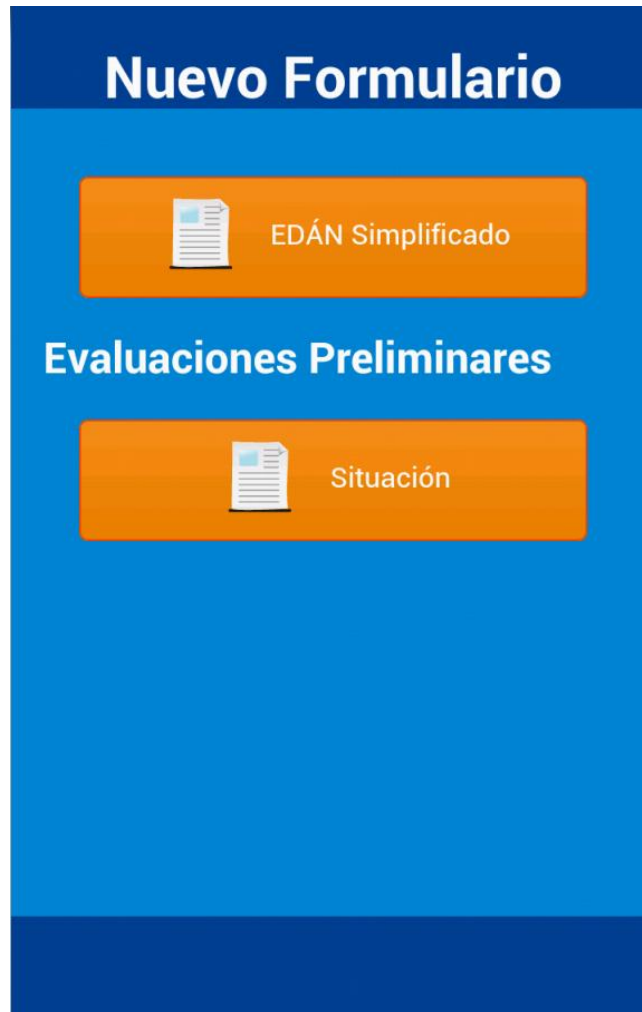 Nuevo Formulario
EDÁN Simplificado
Evaluaciones Preliminares
Situación